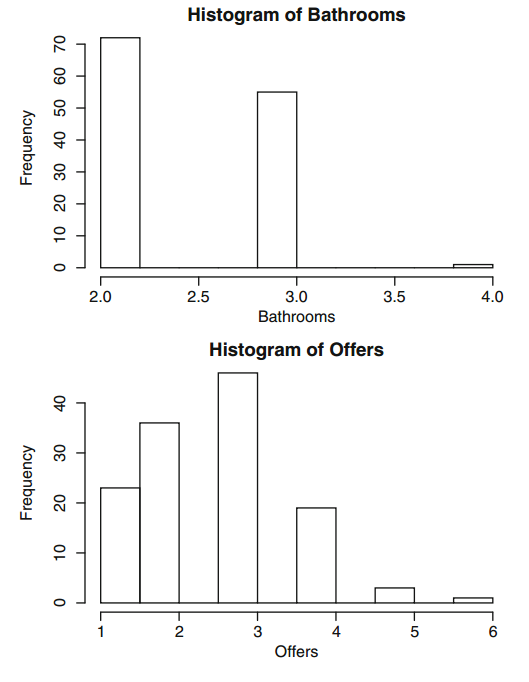 Histogram of Bathrooms
Frequency
0 10 20 30 40 50 60 70
2.0 2.5 3.0 3.5 4.0
Bathrooms
Histogram of Offers
Frequency
0 10 20 30 40
1 2 3 4 5 6
Offers